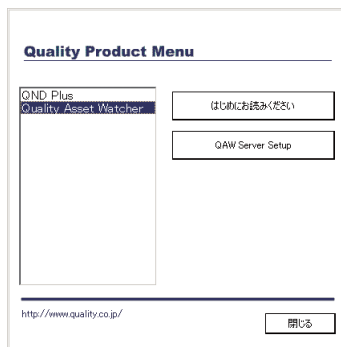 Quality Product Menu
QND Plus
Quality Asset Watcher
はじめにお読みください
QAW Server Setup
http://www.quality.co.jp/
閉じる